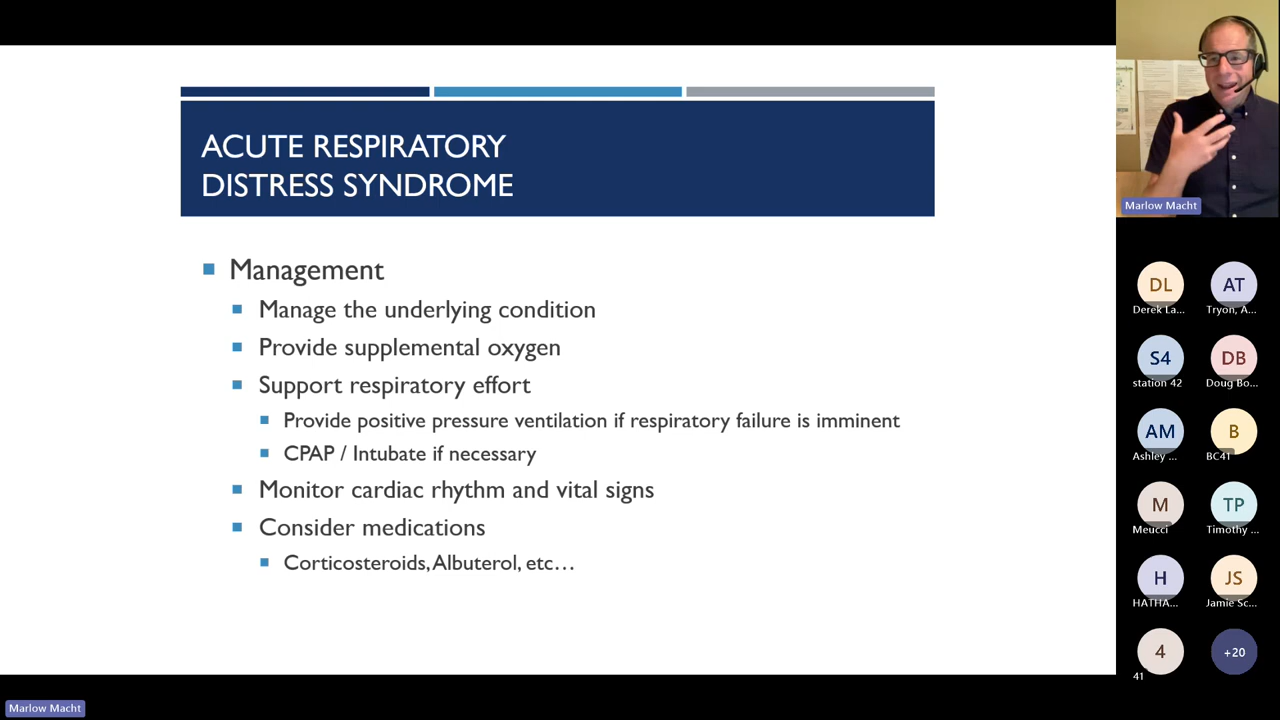 ACUTE RESPIRATORY
DISTRESS SYNDROME
Management
Manage the underlying condition
Provide supplemental oxygen
Support respiratory effort
Provide positive pressure ventilation if respiratory failure is imminent
CPAP / Intubate if necessary
Monitor cardiac rhythm and vital signs
Consider medications
Corticosteroids, Albuterol, etc…
Marlow Macht
DL AT
Derek La... Tryon, A...
S4 DB
station 42 Doug Bo...
AM B
Ashley ... BC41
M TP
Meucci Timothy ...
H JS
HATHA... Jamie Sc...
4 +20
41
Marlow Macht